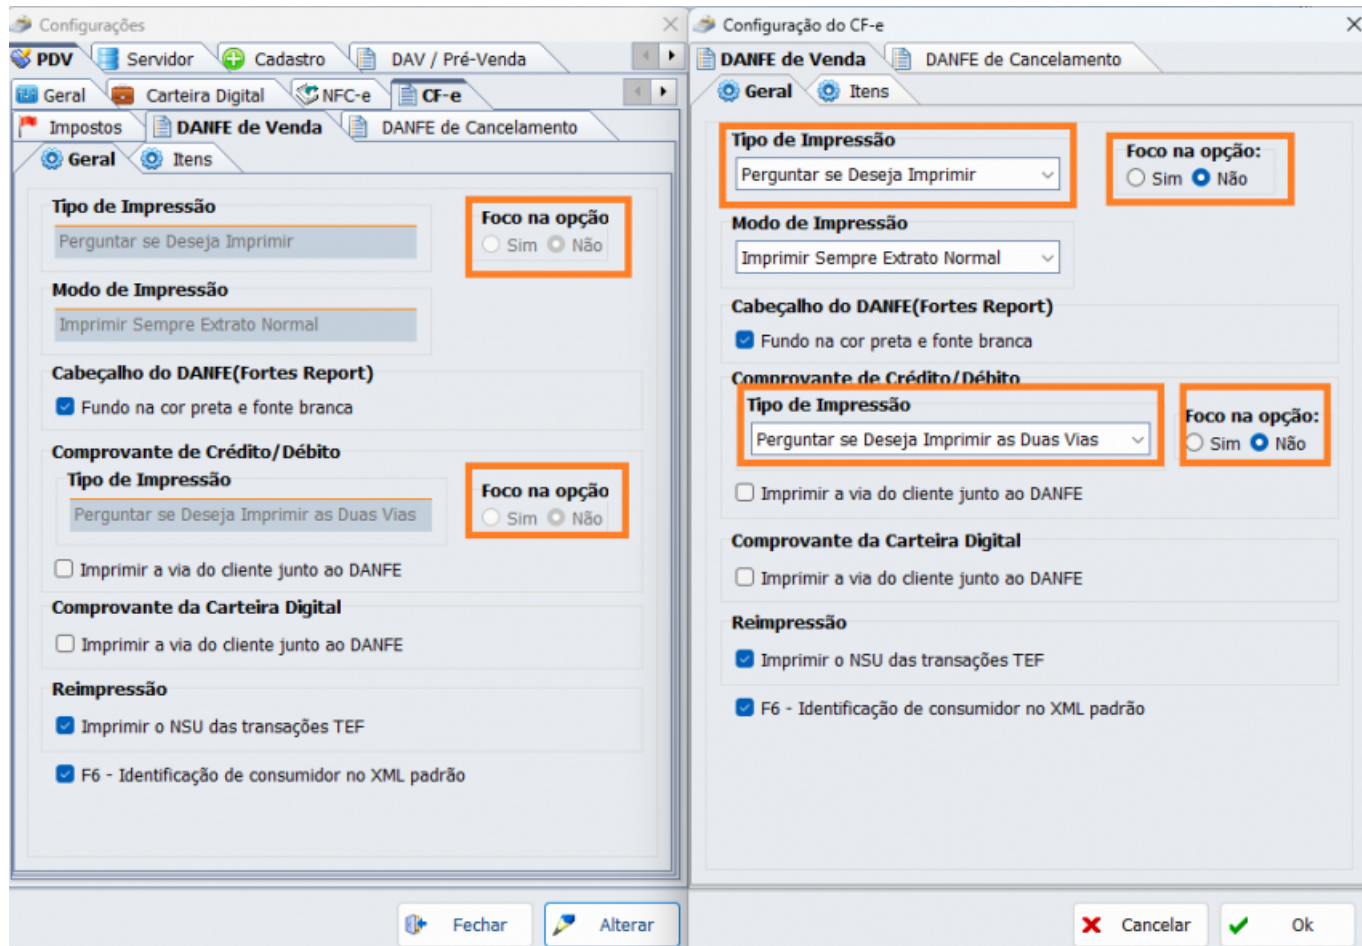 Configurações
PDV Servidor Cadastro DAV / Pré-Venda
Geral Carteira Digital NFC-e CF-e
Impostos DANFE de Venda DANFE de Cancelamento
Geral Itens
Tipo de Impressão
Perguntar se Deseja Imprimir
Foco na opção
Sim Não
Modo de Impressão
Imprimir Sempre Extrato Normal
Cabeçalho do DANFE(Fortes Report)
Fundo na cor preta e fonte branca
Comprovante de Crédito/Débito
Tipo de Impressão
Perguntar se Deseja Imprimir as Duas Vias
Foco na opção
Sim Não
Imprimir a via do cliente junto ao DANFE
Comprovante da Carteira Digital
Imprimir a via do cliente junto ao DANFE
Reimpressão
Imprimir o NSU das transações TEF
F6 - Identificação de consumidor no XML padrão
Fechar Alterar
Configuração do CF-e
DANFE de Venda DANFE de Cancelamento
Geral Itens
Tipo de Impressão
Perguntar se Deseja Imprimir
Foco na opção:
Sim Não
Modo de Impressão
Imprimir Sempre Extrato Normal
Cabeçalho do DANFE(Fortes Report)
Fundo na cor preta e fonte branca
Comprovante de Crédito/Débito
Tipo de Impressão
Perguntar se Deseja Imprimir as Duas Vias
Foco na opção:
Sim Não
Imprimir a via do cliente junto ao DANFE
Comprovante da Carteira Digital
Imprimir a via do cliente junto ao DANFE
Reimpressão
Imprimir o NSU das transações TEF
F6 - Identificação de consumidor no XML padrão
Cancelar Ok